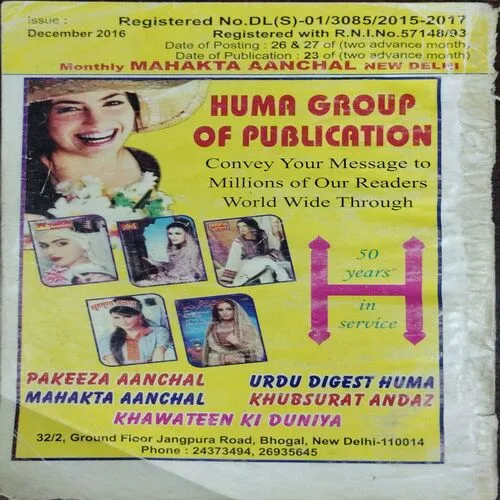 Issue :
December 2016
Registered No.DL(S)-01/3085/2015-2017
Registered with R.N.I.No.57148/93
Date of Posting : 26 & 27 of (two advance month)
Date of Publication : 23 of (two advance month)
Monthly MAHAKTA AANCHAL NEW DELHI
HUMA GROUP
OF PUBLICATION
Convey Your Message to
Millions of Our Readers
World Wide Through
50
years
in
service
H
PAKEEZA AANCHAL
MAHAKTA AANCHAL
URDU DIGEST HUMA
KHUBSURAT ANDAZ
KHAWATEEN KI DUNIYA
32/2, Ground Floor Jangpura Road, Bhogal, New Delhi-110014
Phone : 24373494, 26935645